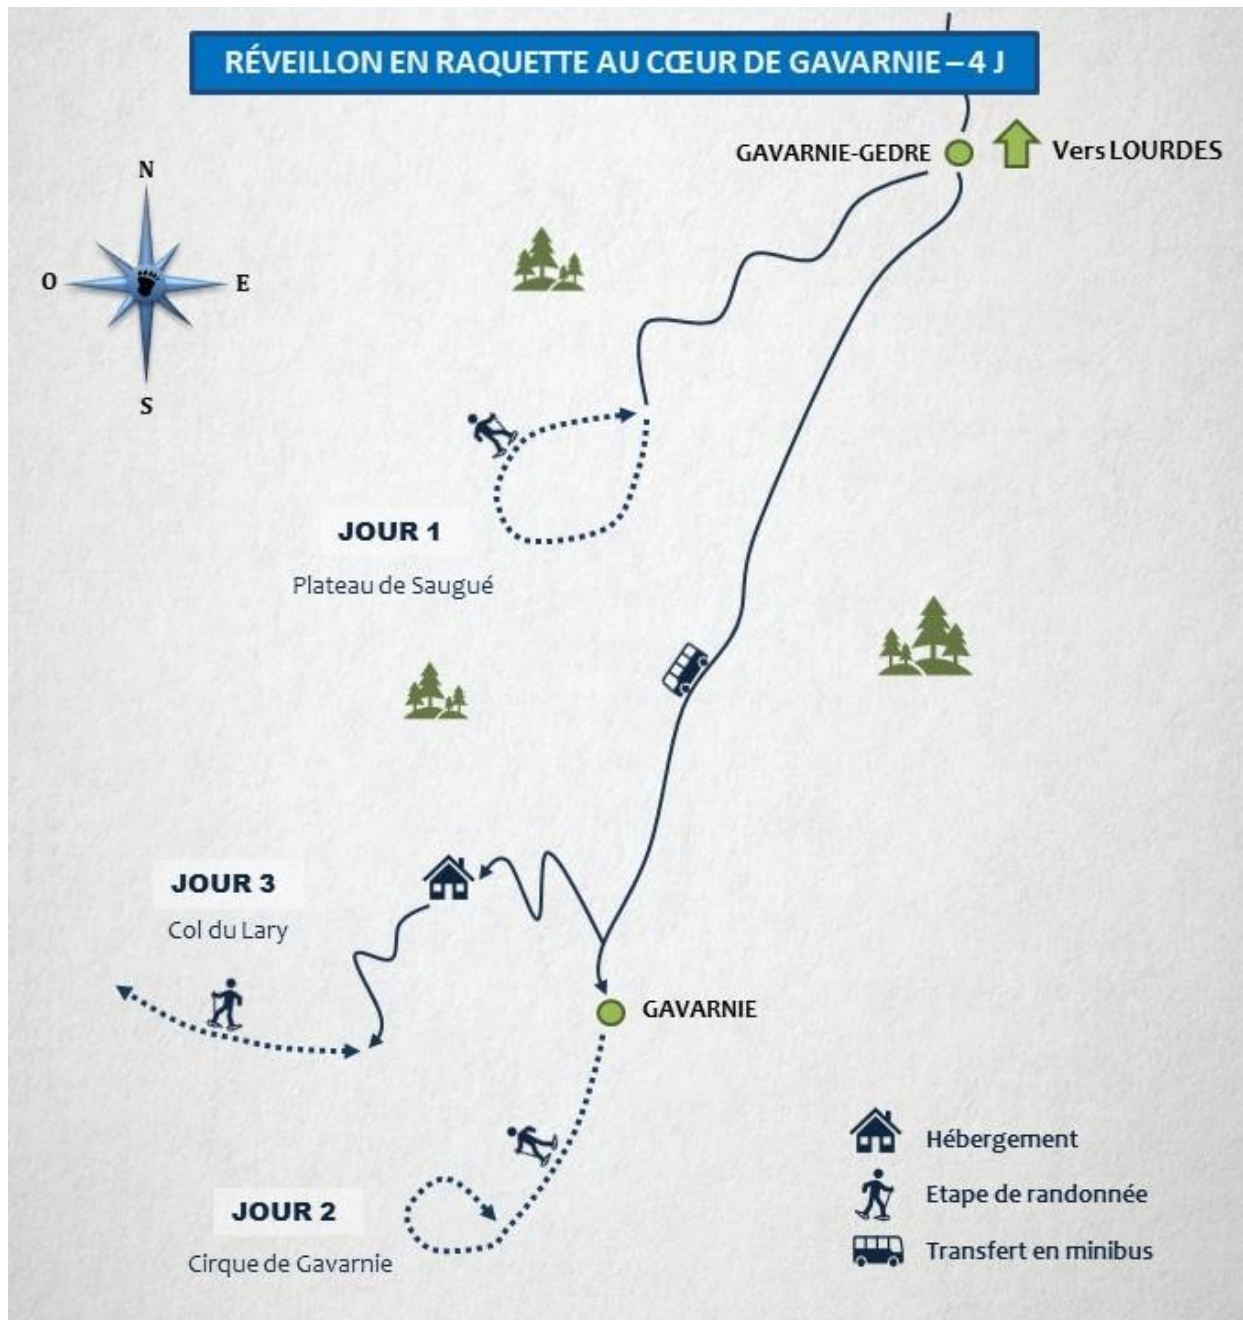 RÉVEILLON EN RAQUETTE AU CŒUR DE GAVARNIE – 4 J
GAVARNIE-GEDRE
Vers LOURDES
N
O
E
S
JOUR 1
Plateau de Saugué
JOUR 3
Col du Lary
GAVARNIE
JOUR 2
Cirque de Gavarnie
Hébergement
Etape de randonnée
Transfert en minibus